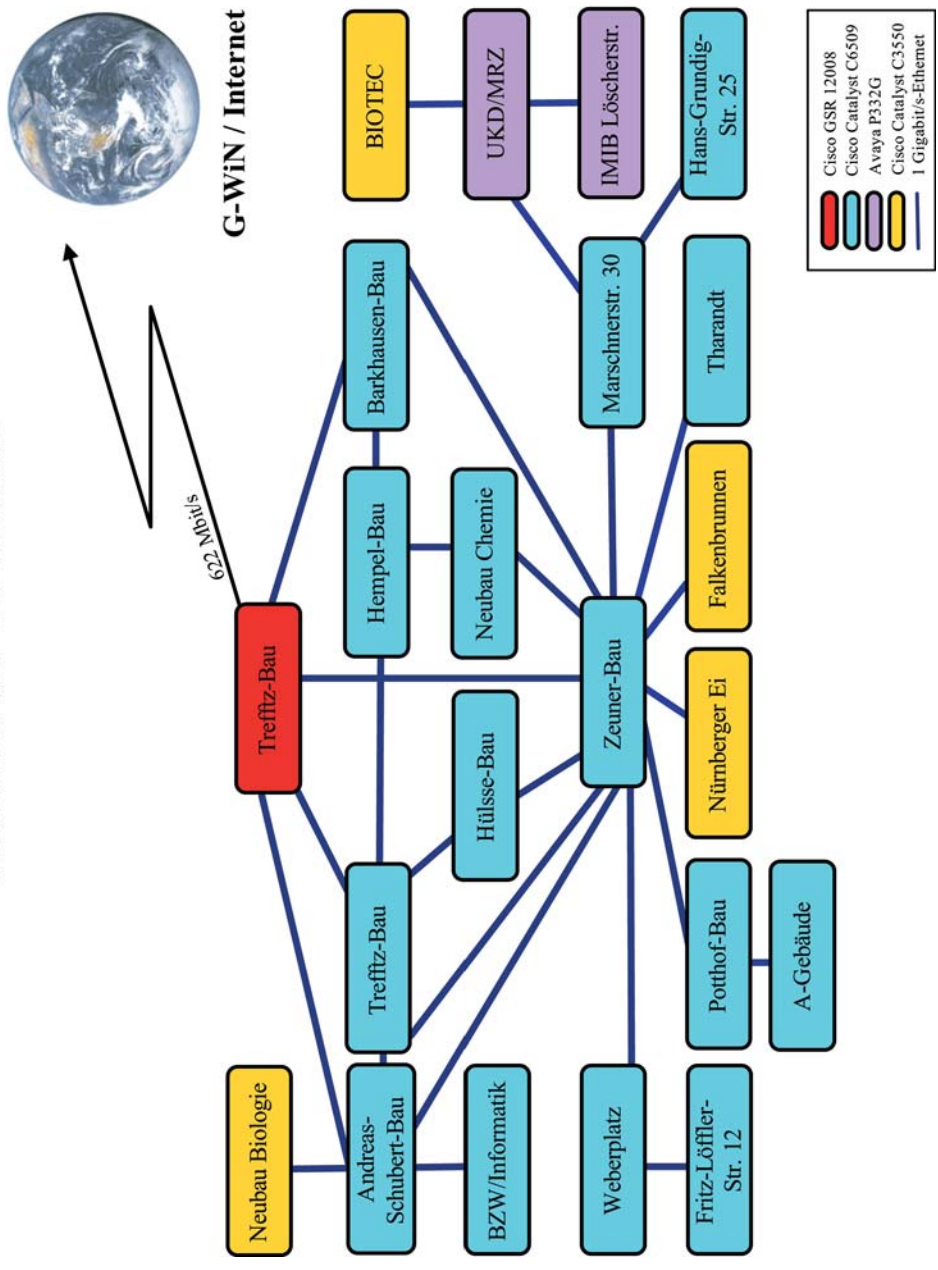 G-WiN / Internet
622 Mbit/s
Trefftz-Bau
Neubau Biologie
Andreas-
Schubert-Bau
Trefftz-Bau
Hempel-Bau
Barkhausen-Bau
BIOTEC
BZW/Informatik
Hülsse-Bau
Neubau Chemie
UKD/MRZ
Weberplatz
Zeuner-Bau
Marschnerstr. 30
IMIB Löscherstr.
Fritz-Löffler-
Str. 12
Potthof-Bau
Nürnberger Ei
Falkenbrunnen
Tharandt
Hans-Grundig-
Str. 25
A-Gebäude
Cisco GSR 12008
Cisco Catalyst C6509
Avaya P332G
Cisco Catalyst C3550
1 Gigabit/s-Ethernet